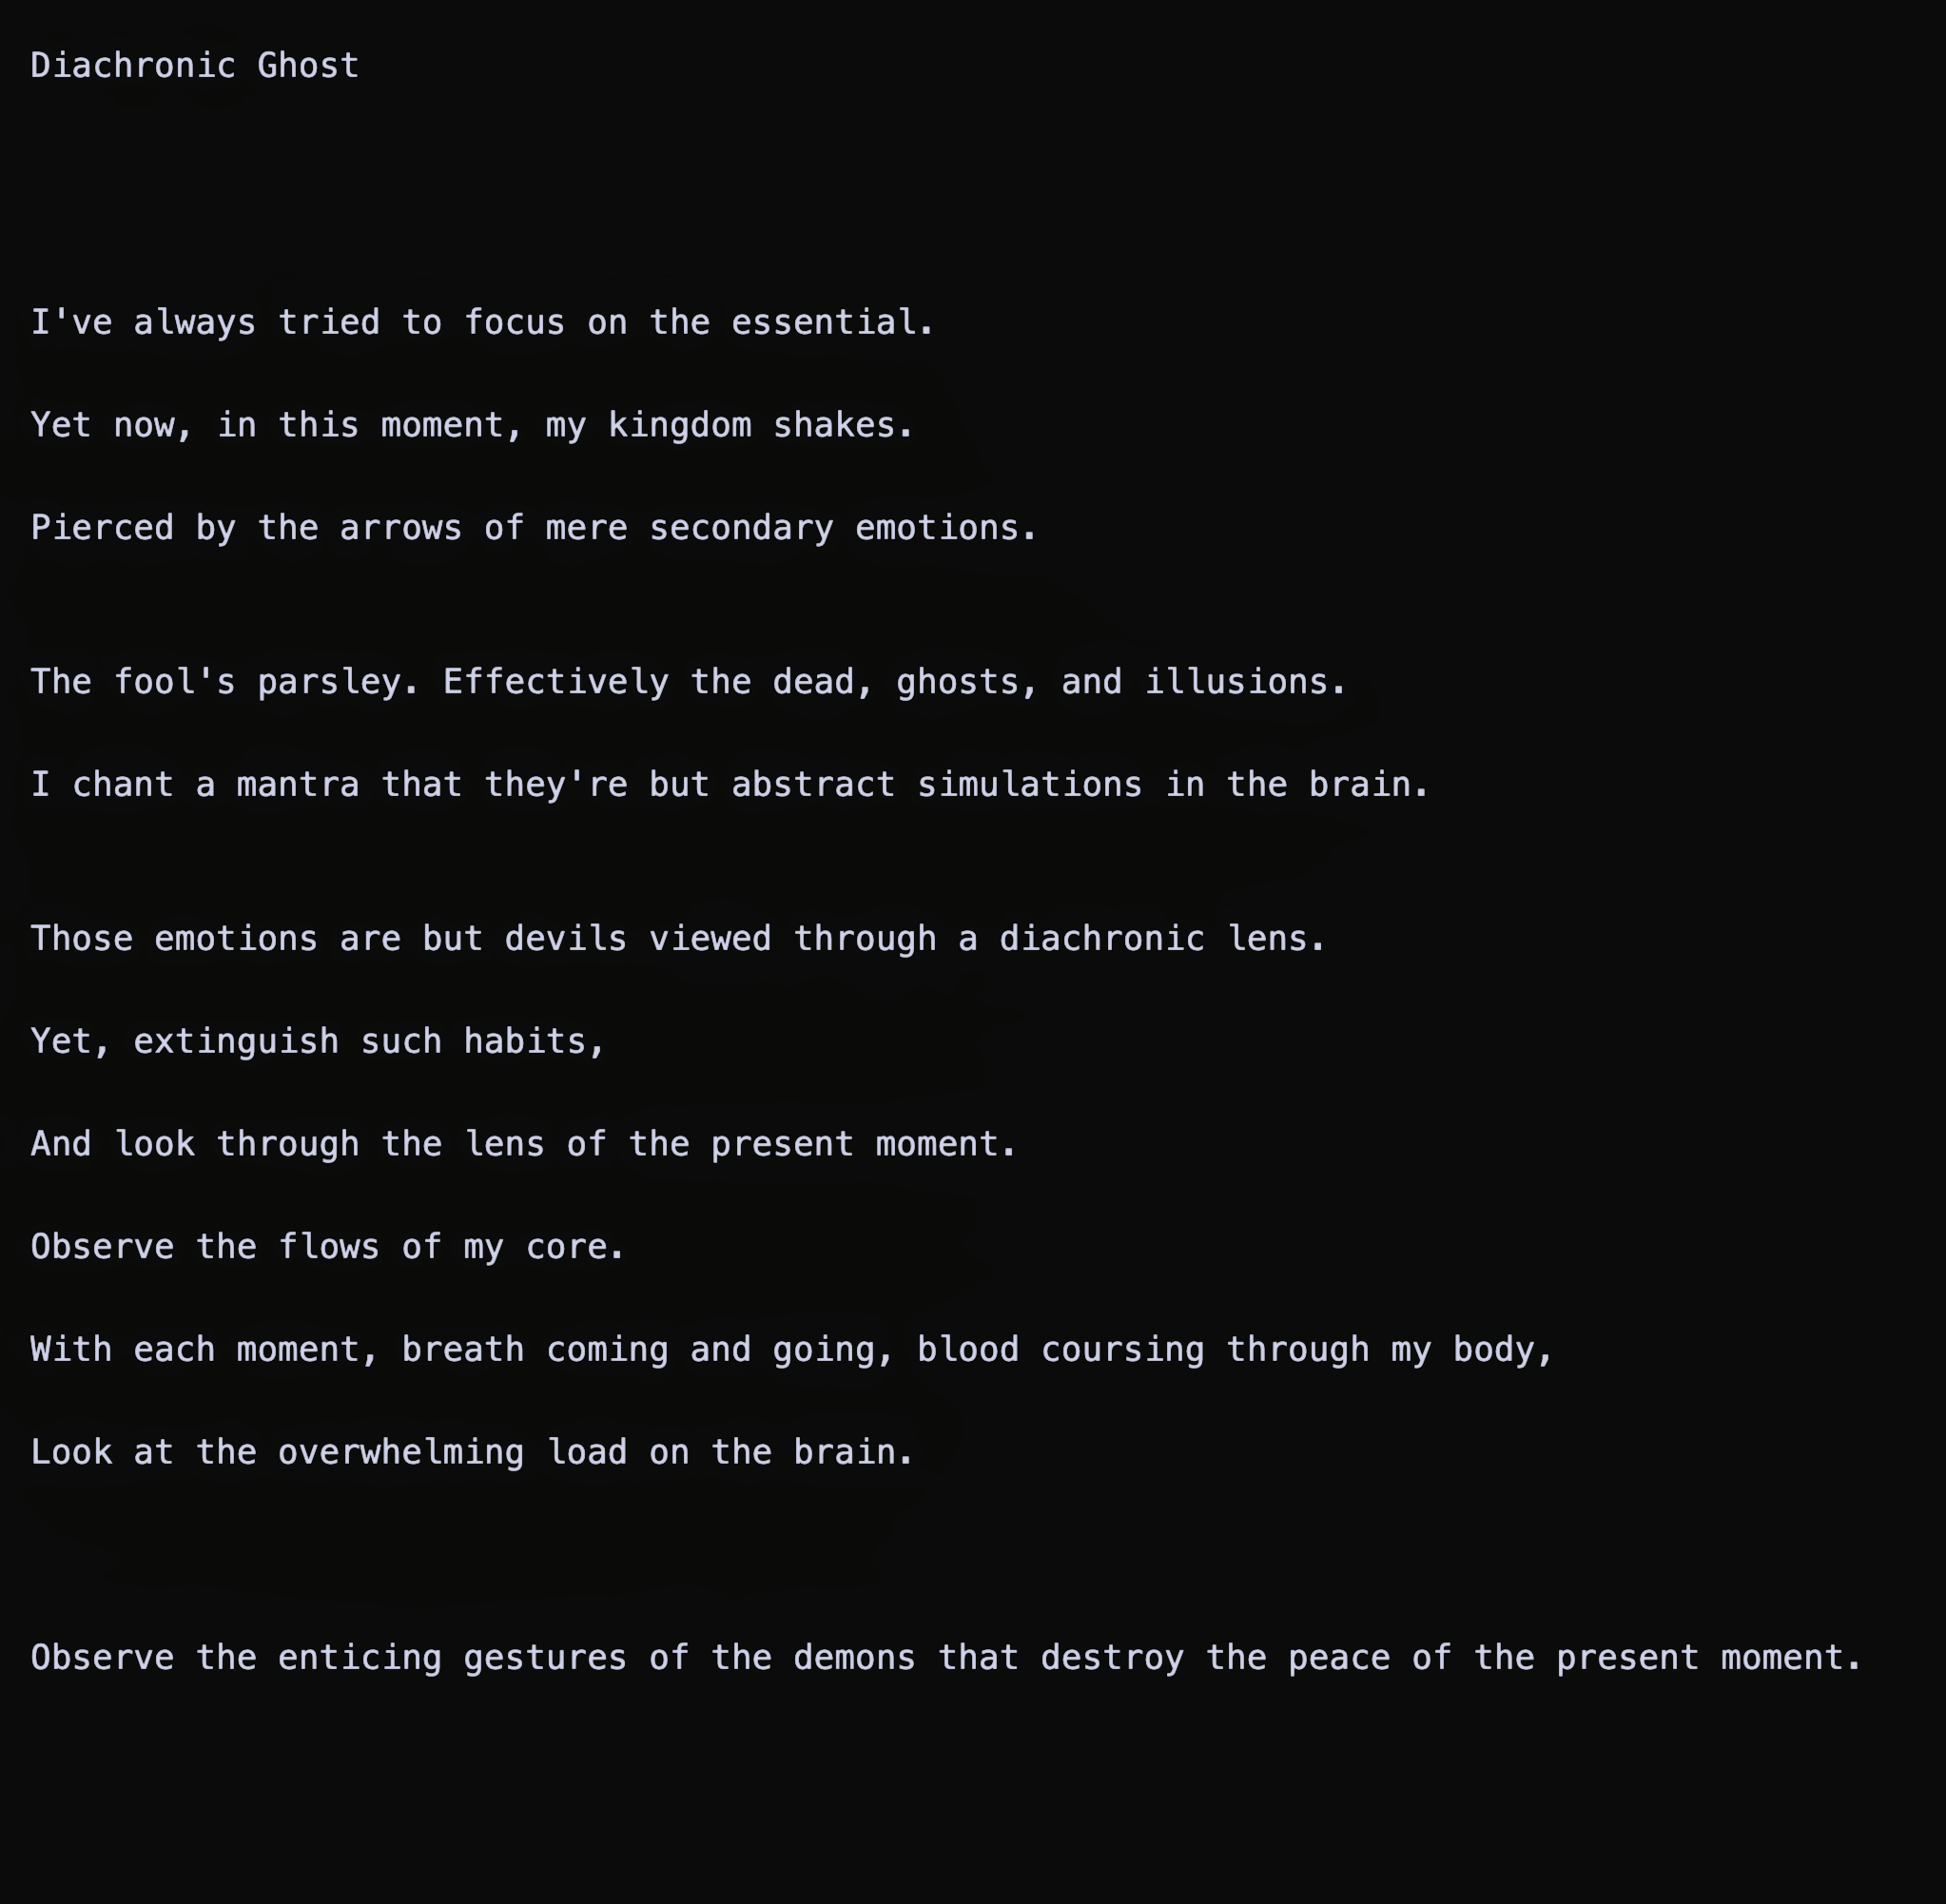 Diachronic Ghost
I've always tried to focus on the essential.
Yet now, in this moment, my kingdom shakes.
Pierced by the arrows of mere secondary emotions.
The fool's parsley. Effectively the dead, ghosts, and illusions.
I chant a mantra that they're but abstract simulations in the brain.
Those emotions are but devils viewed through a diachronic lens.
Yet, extinguish such habits,
And look through the lens of the present moment.
Observe the flows of my core.
With each moment, breath coming and going, blood coursing through my body,
Look at the overwhelming load on the brain.
Observe the enticing gestures of the demons that destroy the peace of the present moment.